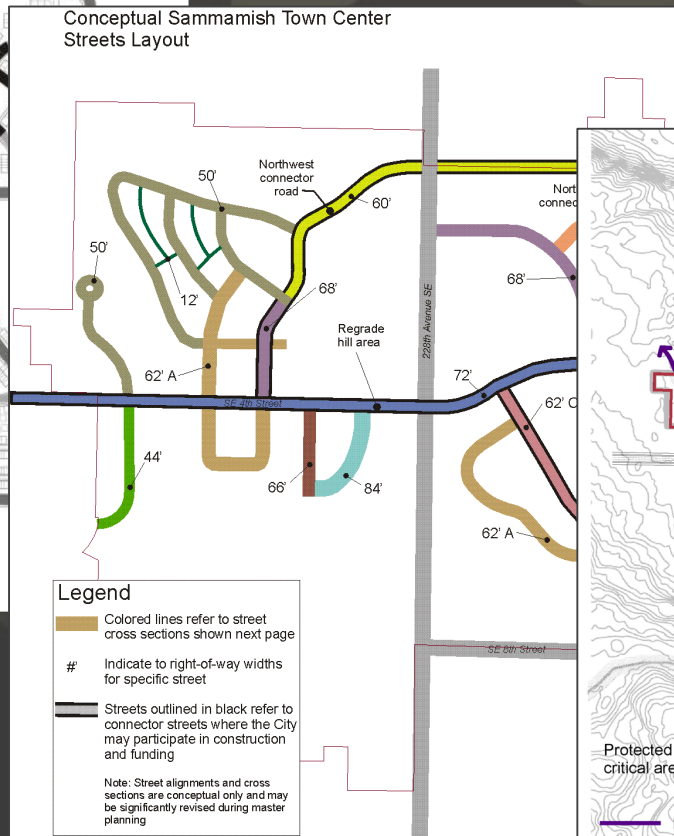 Conceptual Sammamish Town Center
Streets Layout
Northwest
connector
road
50'
60'
50'
12'
68'
62' A
Regrade
hill area
228th Avenue SE
68'
72'
62' C
SE 4th Street
44'
66'
84'
62' A
SE 8th Street
Legend
Colored lines refer to street
cross sections shown next page
#' Indicate to right-of-way widths
for specific street
Streets outlined in black refer to
connector streets where the City
may participate in construction
and funding
Note: Street alignments and cross
sections are conceptual only and may
be significantly revised during master
planning
Protected